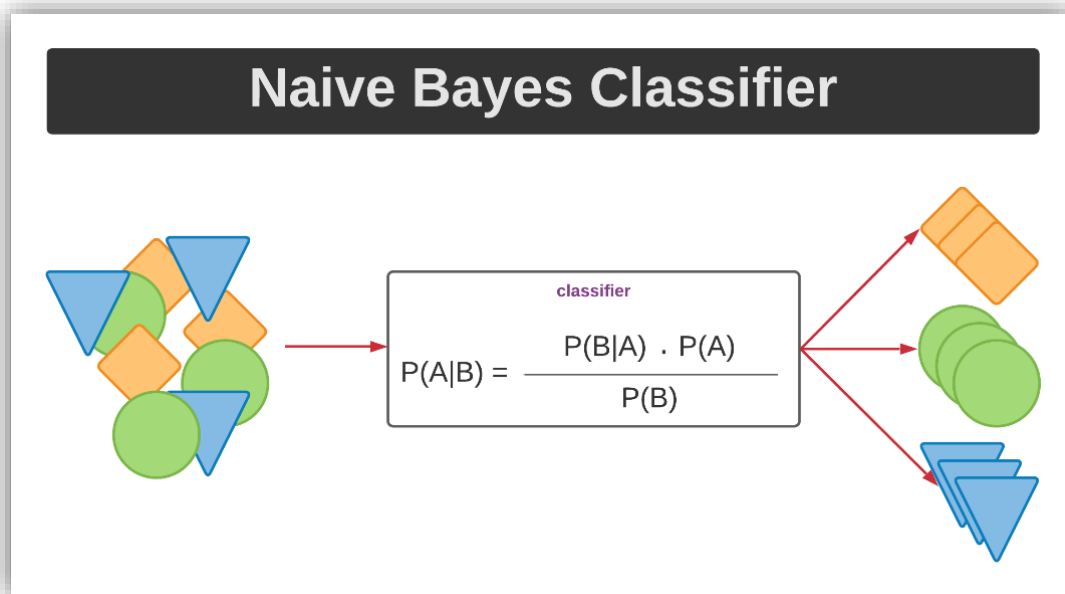 Naive Bayes Classifier
classifier
P(B|A) . P(A)
P(A|B) =
P(B)